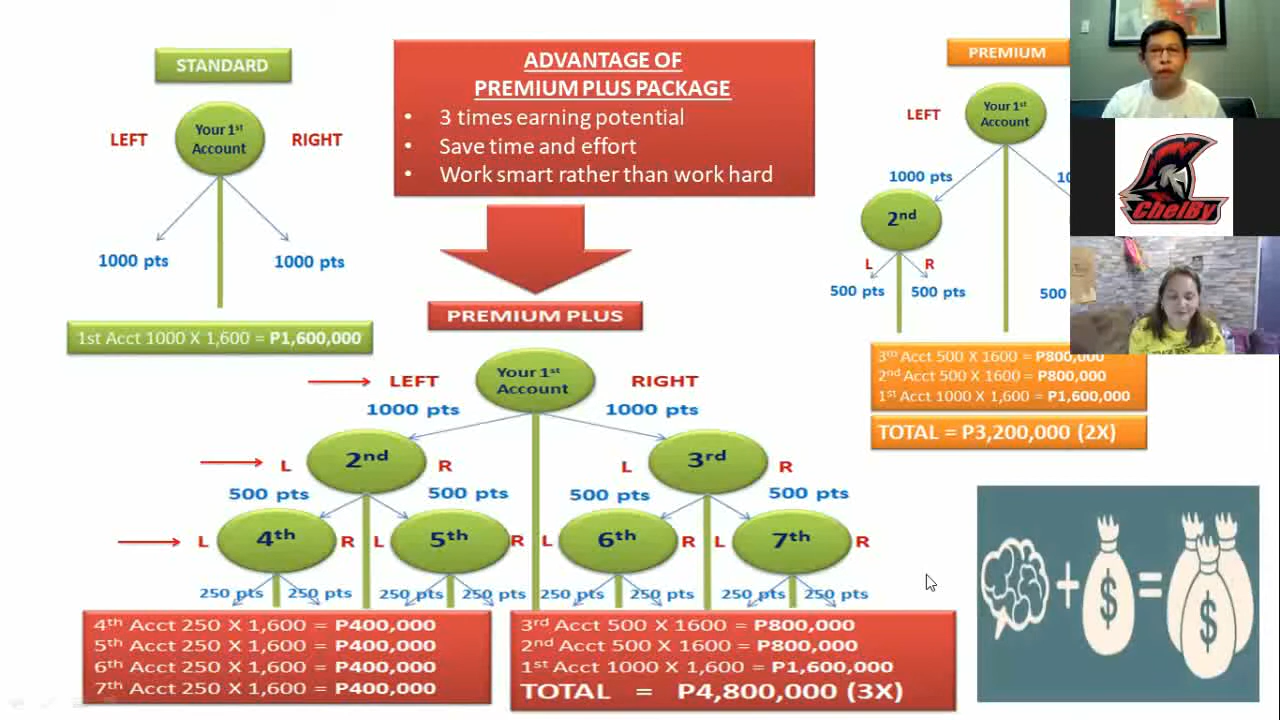 STANDARD
LEFT
Your 1st
Account
RIGHT
1000 pts
1000 pts
1st Acct 1000 X 1,600 = P1,600,000
ADVANTAGE OF
PREMIUM PLUS PACKAGE
• 3 times earning potential
• Save time and effort
• Work smart rather than work hard
PREMIUM
LEFT
Your 1st
Account
1000 pts
2nd
L
R
500 pts
500 pts
500
3rd Acct 500 X 1600 = P800,000
2nd Acct 500 X 1600 = P800,000
1st Acct 1000 X 1,600 = P1,600,000
TOTAL = P3,200,000 (2X)
ChelBy
PREMIUM PLUS
LEFT
Your 1st
Account
RIGHT
1000 pts
1000 pts
L
2nd
R
L
3rd
R
500 pts
500 pts
500 pts
500 pts
L
4th
R
L
5th
R
L
6th
R
L
7th
R
250 pts
250 pts
250 pts
250 pts
250 pts
250 pts
250 pts
250 pts
4th Acct 250 X 1,600 = P400,000
5th Acct 250 X 1,600 = P400,000
6th Acct 250 X 1,600 = P400,000
7th Acct 250 X 1,600 = P400,000
3rd Acct 500 X 1600 = P800,000
2nd Acct 500 X 1600 = P800,000
1st Acct 1000 X 1,600 = P1,600,000
TOTAL = P4,800,000 (3X)
$
$